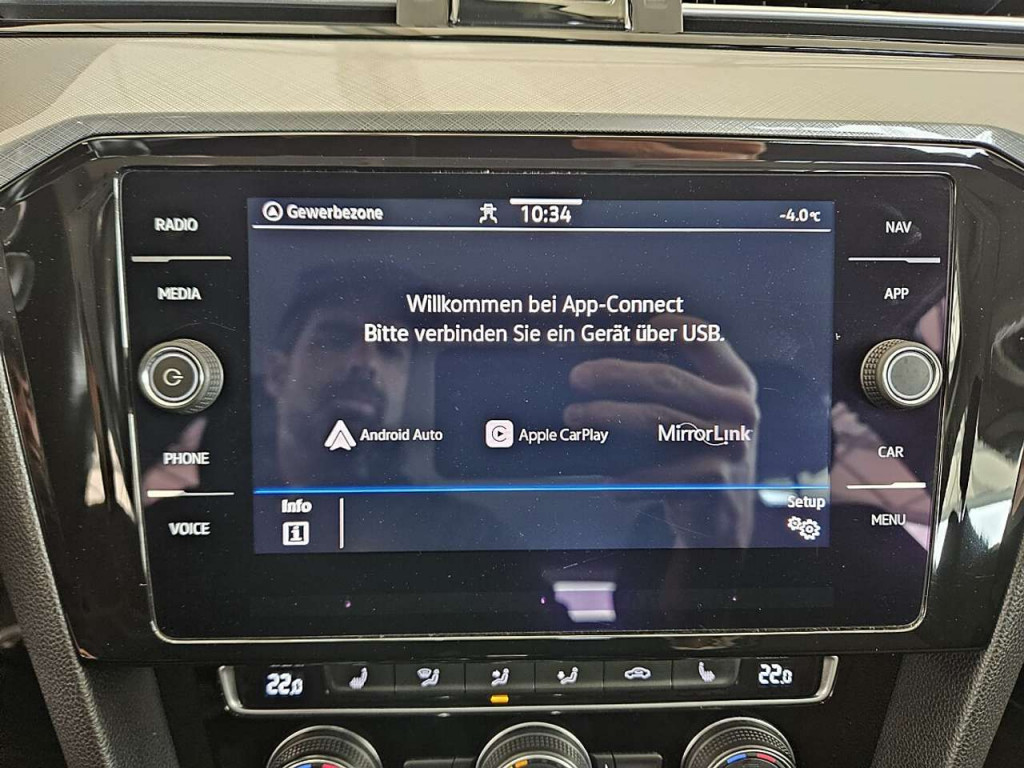 RADIO
MEDIA
PHONE
VOICE
Gewerbezone
10:34
-4.0°C
Willkommen bei App-Connect
Bitte verbinden Sie ein Gerät über USB.
Android Auto
Apple CarPlay
MirrorLink
Info
i
Setup
NAV
APP
CAR
MENU
22.0
22.0